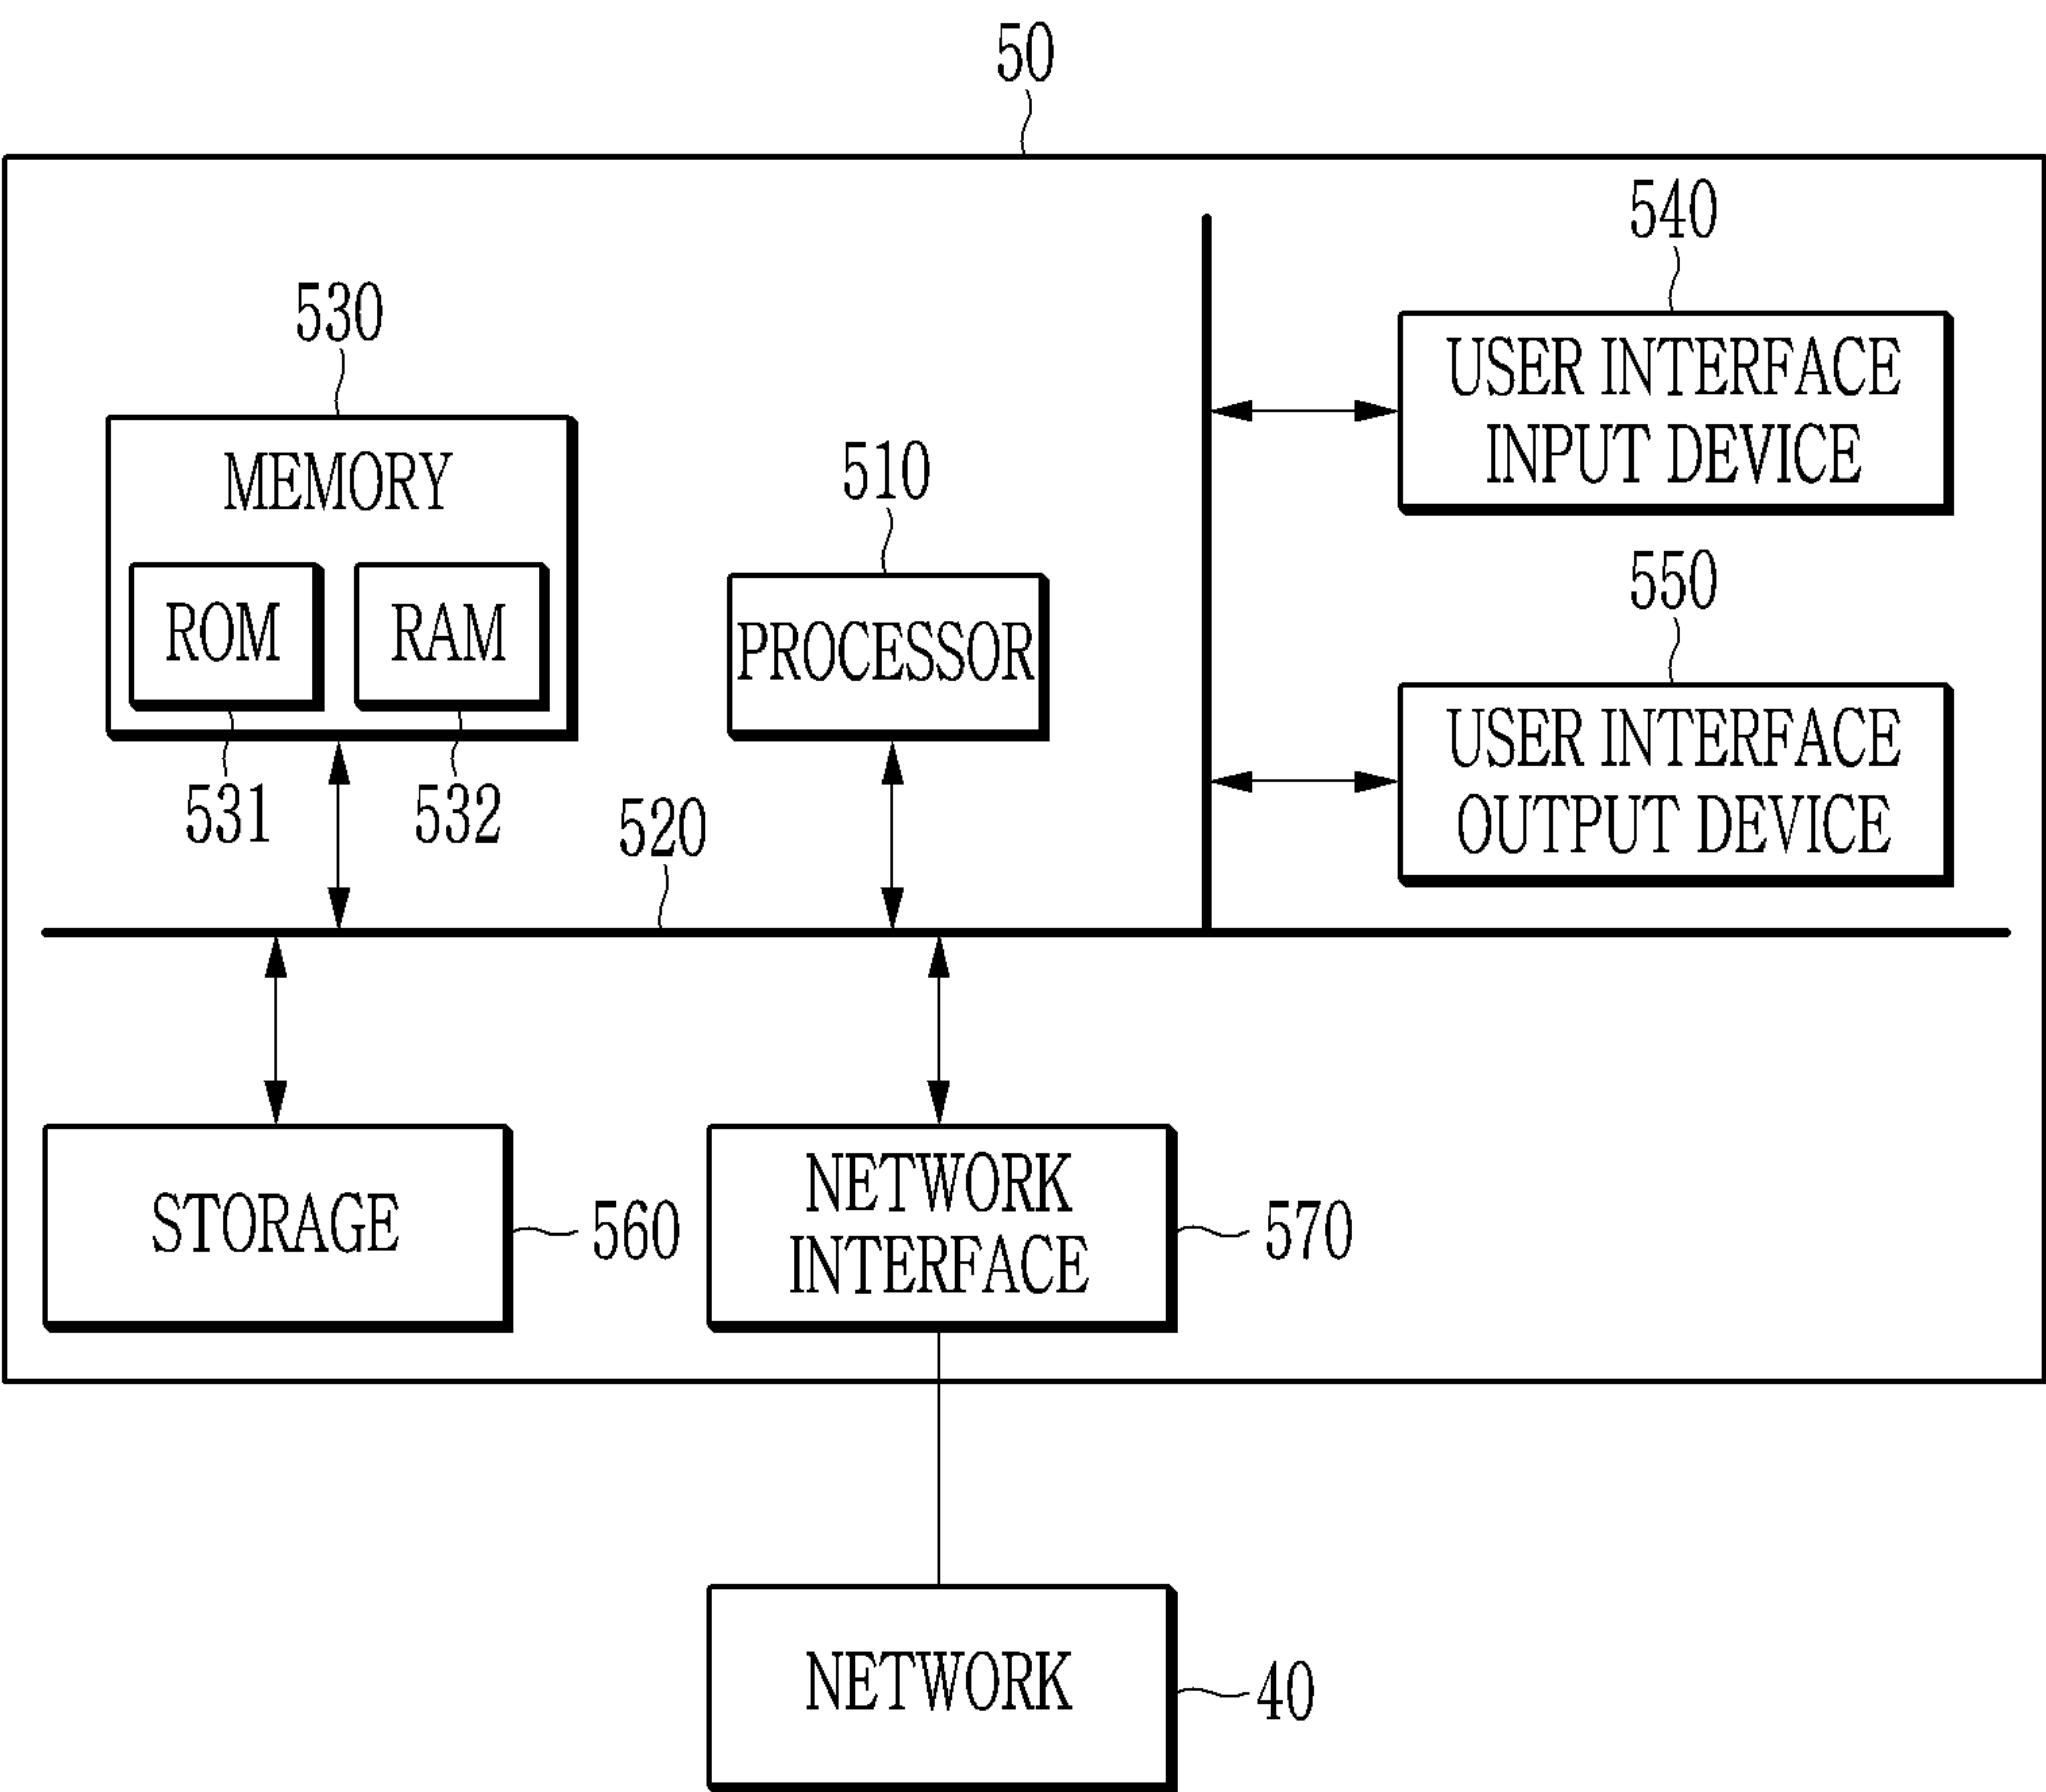 50
540
530
USER INTERFACE
INPUT DEVICE
MEMORY
510
550
ROM
RAM
PROCESSOR
USER INTERFACE
OUTPUT DEVICE
531
532
520
NETWORK
INTERFACE
STORAGE
560
570
NETWORK
40